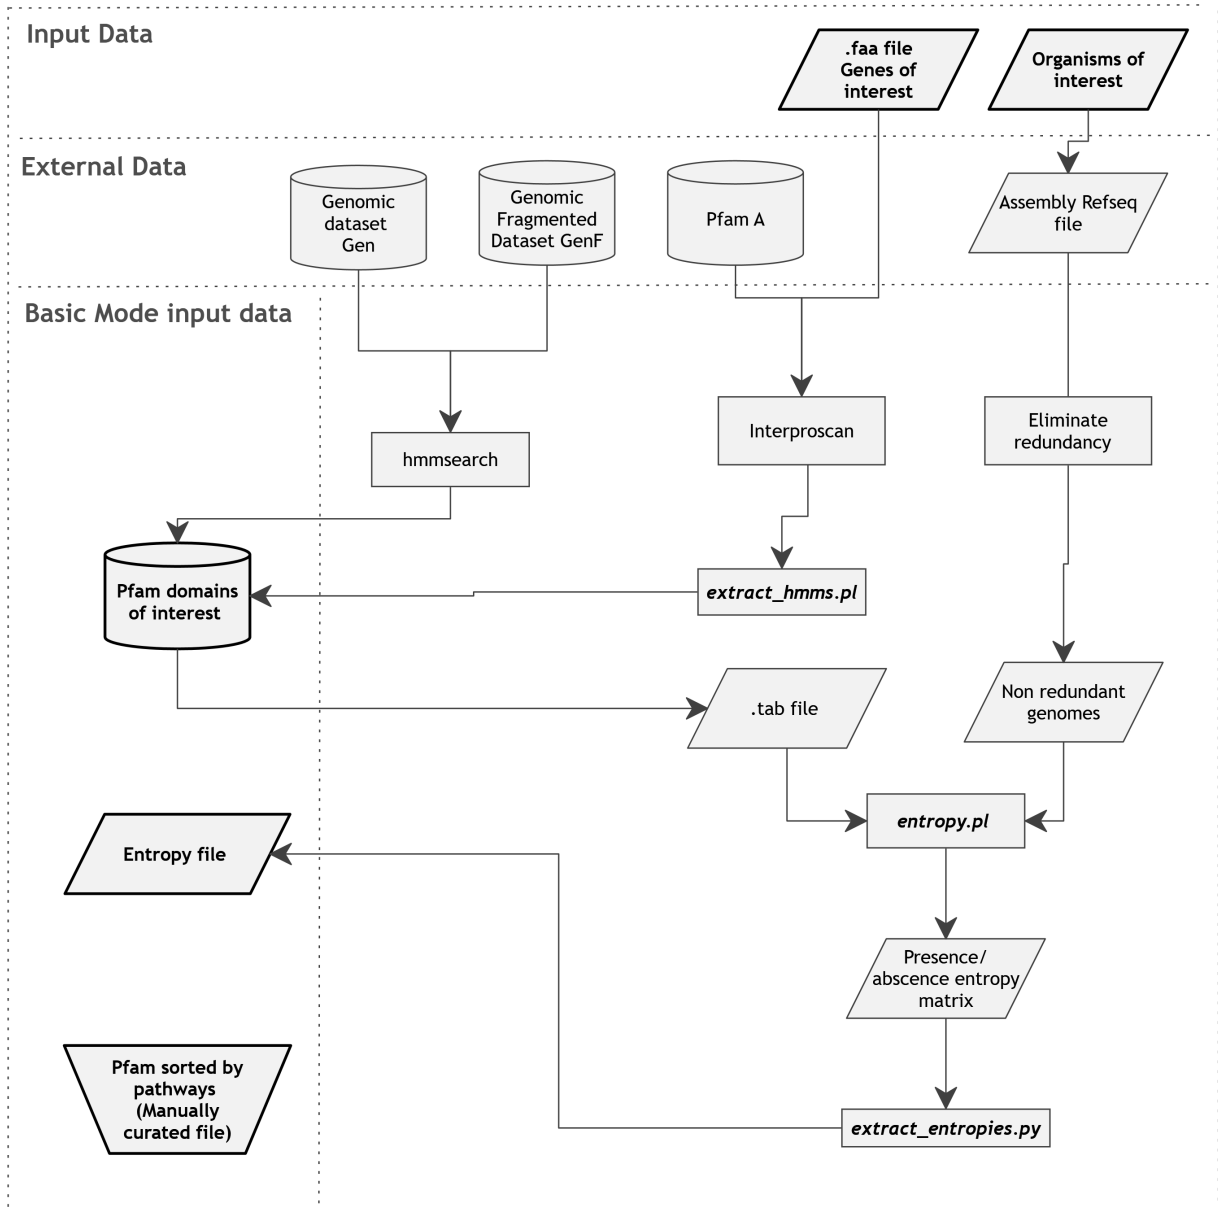 Input Data
.faa file
Genes of
interest
Organisms of
interest
External Data
Genomic
dataset
Gen
Genomic
Fragmented
Dataset GenF
Pfam A
Assembly Refseq
file
Basic Mode input data
hmmsearch
Interproscan
Eliminate
redundancy
Pfam domains
of interest
extract_hmms.pl
.tab file
Non redundant
genomes
entropy.pl
Entropy file
Presence/
abscence entropy
matrix
Pfam sorted by
pathways
(Manually
curated file)
extract_entropies.py